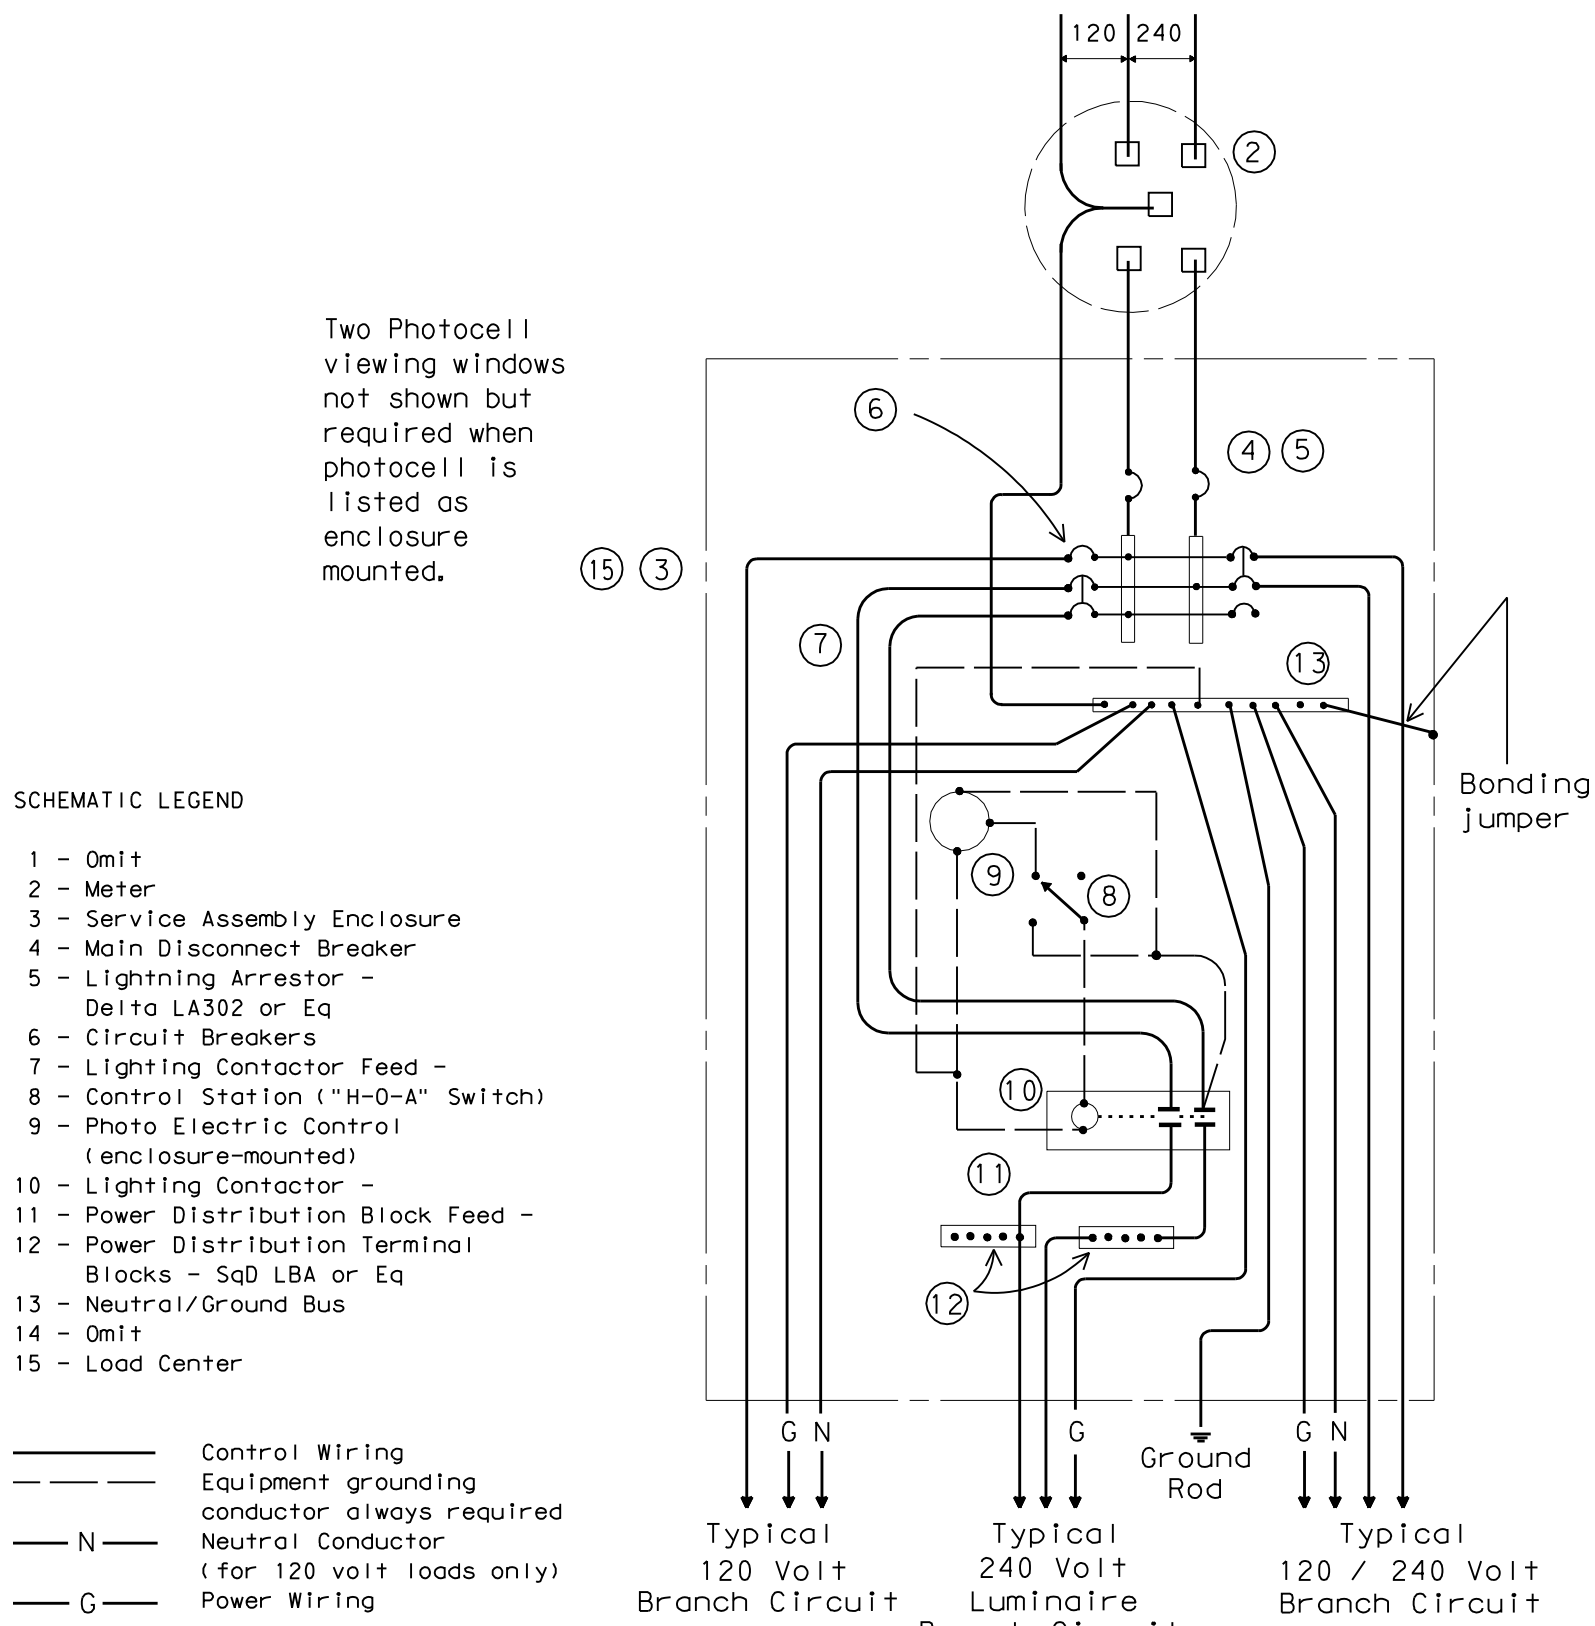 120 240
2
Two Photocell
viewing windows
not shown but
required when
photocell is
listed as
enclosure
mounted.
6
4 5
15 3
7
13
Bonding
jumper
9
8
10
11
12
SCHEMATIC LEGEND
1 - Omit
2 - Meter
3 - Service Assembly Enclosure
4 - Main Disconnect Breaker
5 - Lightning Arrestor -
Delta LA302 or Eq
6 - Circuit Breakers
7 - Lighting Contactor Feed -
8 - Control Station ("H-O-A" Switch)
9 - Photo Electric Control
(enclosure-mounted)
10 - Lighting Contactor -
11 - Power Distribution Block Feed -
12 - Power Distribution Terminal
Blocks - SqD LBA or Eq
13 - Neutral/Ground Bus
14 - Omit
15 - Load Center
Control Wiring
Equipment grounding
conductor always required
N Neutral Conductor
(for 120 volt loads only)
G Power Wiring
G N G G N
Ground
Rod
Typical
120 Volt
Branch Circuit
Typical
240 Volt
Luminaire
Typical
120 / 240 Volt
Branch Circuit